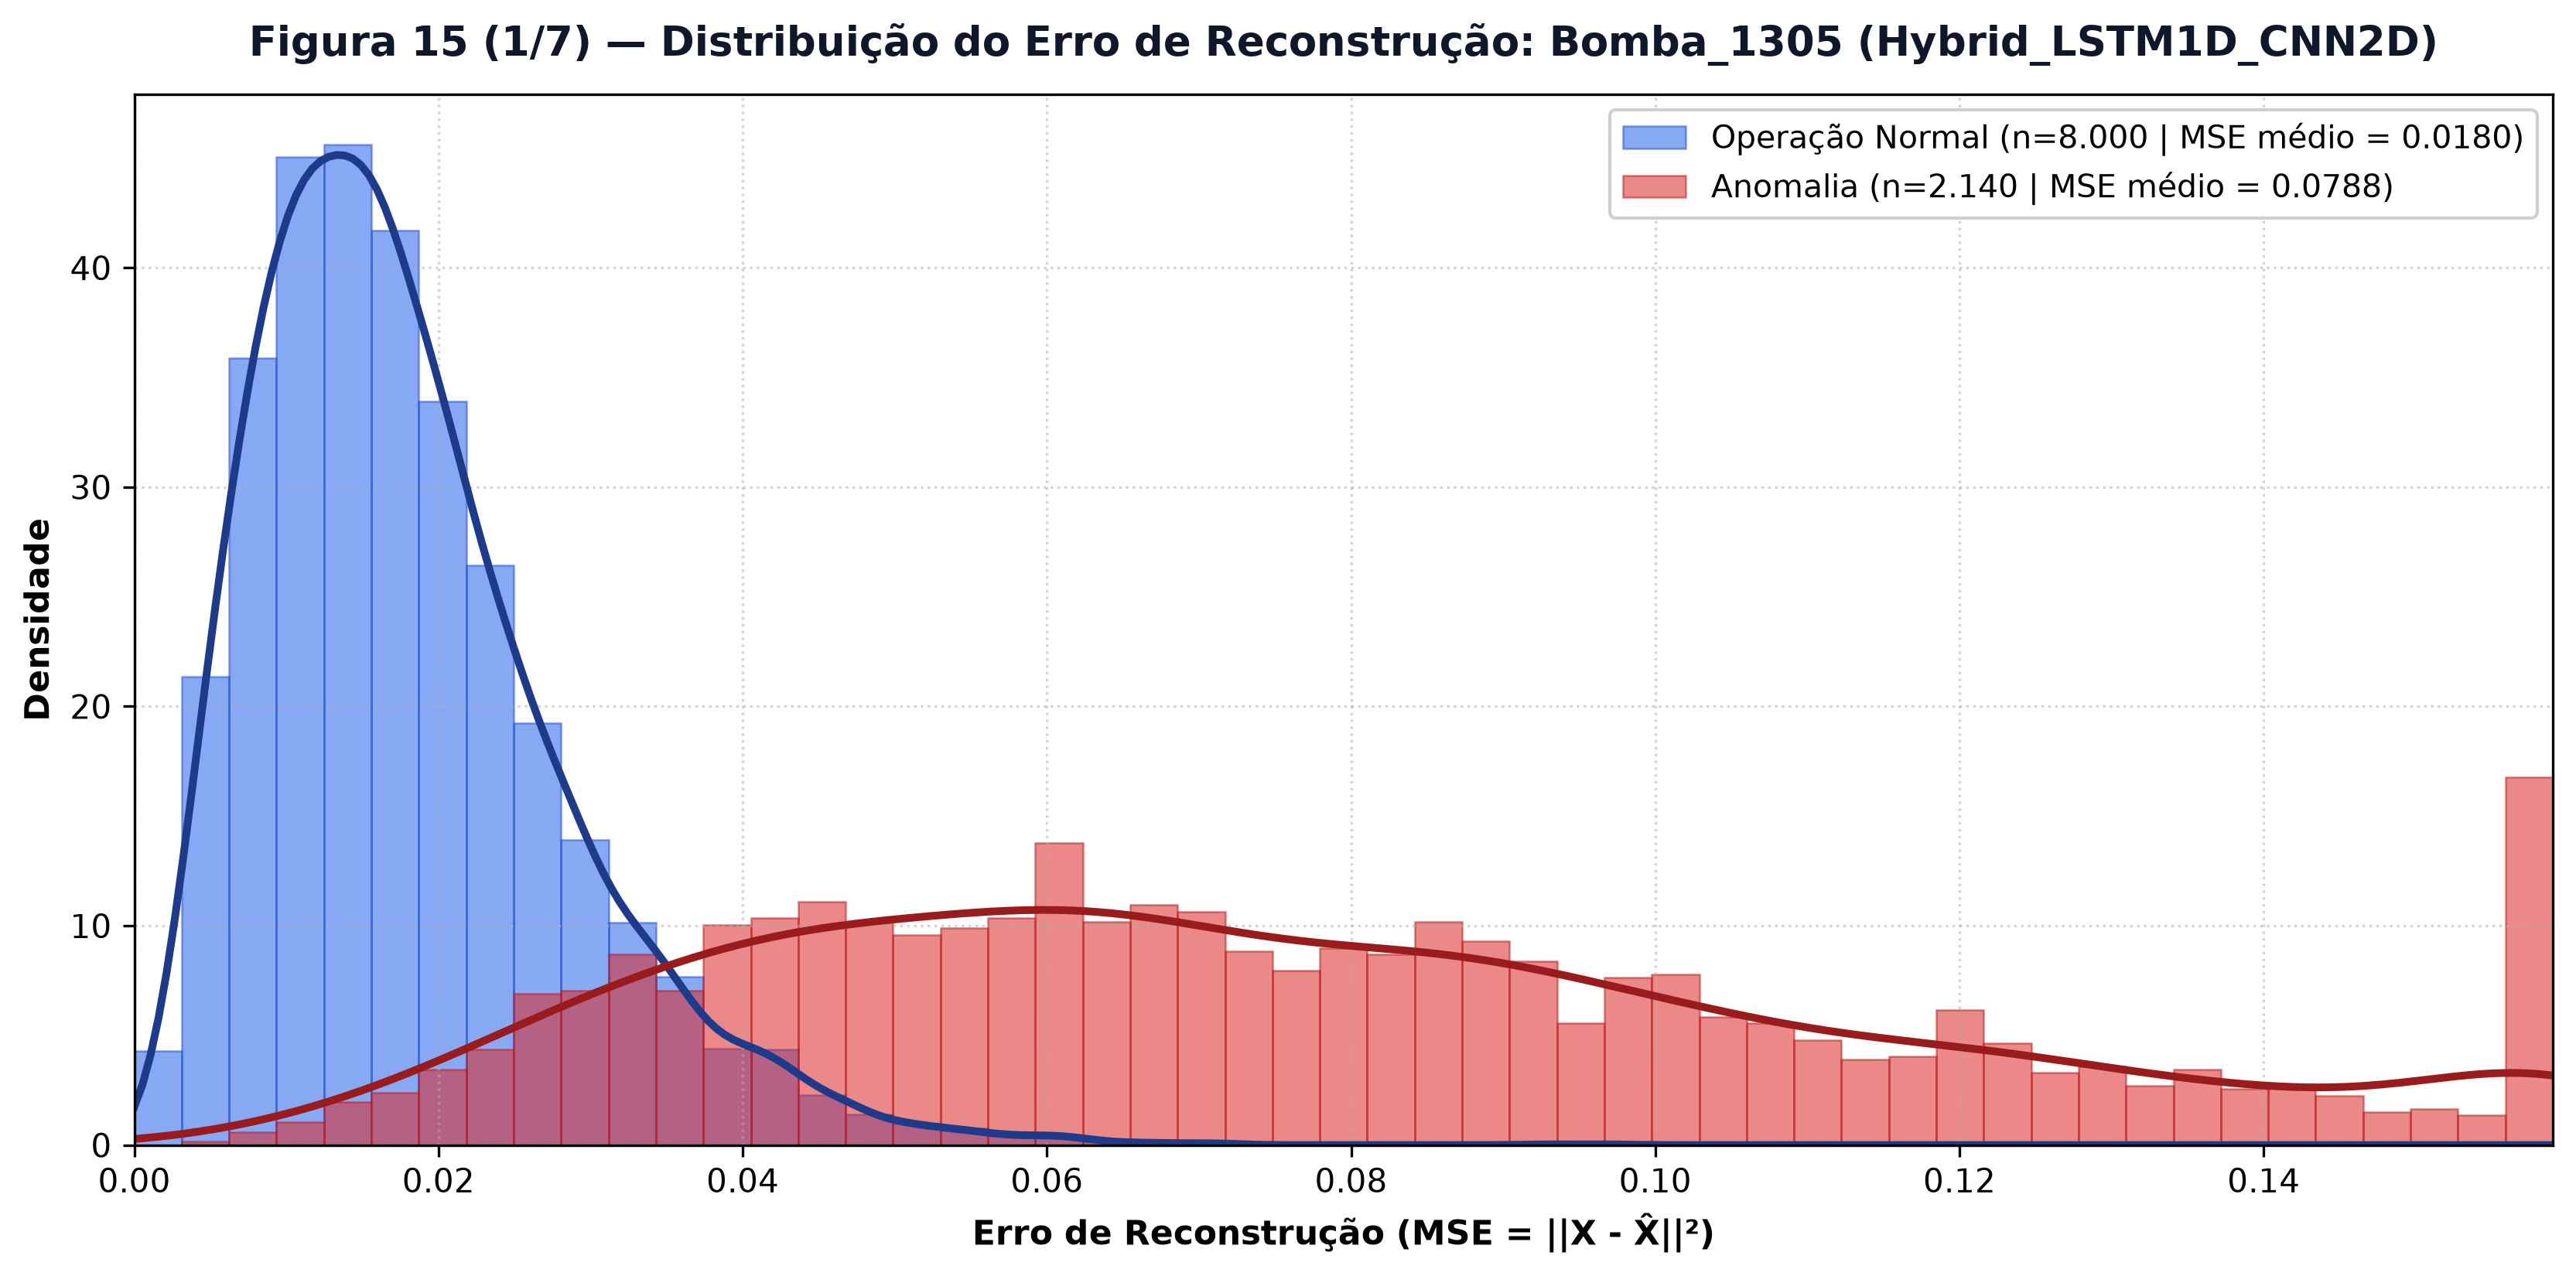 Figura 15 (1/7) — Distribuição do Erro de Reconstrução: Bomba_1305 (Hybrid_LSTM1D_CNN2D)
Operação Normal (n=8.000 | MSE médio = 0.0180)
Anomalia (n=2.140 | MSE médio = 0.0788)
Densidade
40
30
20
10
0
0.00 0.02 0.04 0.06 0.08 0.10 0.12 0.14
Erro de Reconstrução (MSE = ||X - X̂||²)